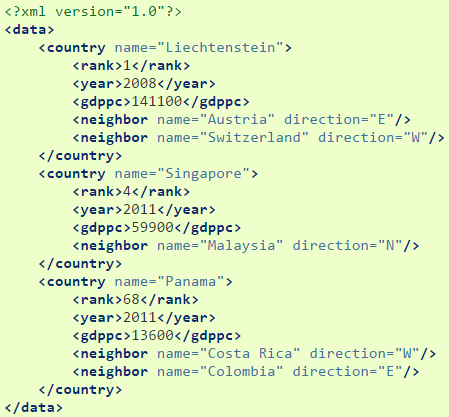 <?xml version="1.0"?>
<data>
    <country name="Liechtenstein">
        <rank>1</rank>
        <year>2008</year>
        <gdppc>141100</gdppc>
        <neighbor name="Austria" direction="E"/>
        <neighbor name="Switzerland" direction="W"/>
    </country>
    <country name="Singapore">
        <rank>4</rank>
        <year>2011</year>
        <gdppc>59900</gdppc>
        <neighbor name="Malaysia" direction="N"/>
    </country>
    <country name="Panama">
        <rank>68</rank>
        <year>2011</year>
        <gdppc>13600</gdppc>
        <neighbor name="Costa Rica" direction="W"/>
        <neighbor name="Colombia" direction="E"/>
    </country>
</data>